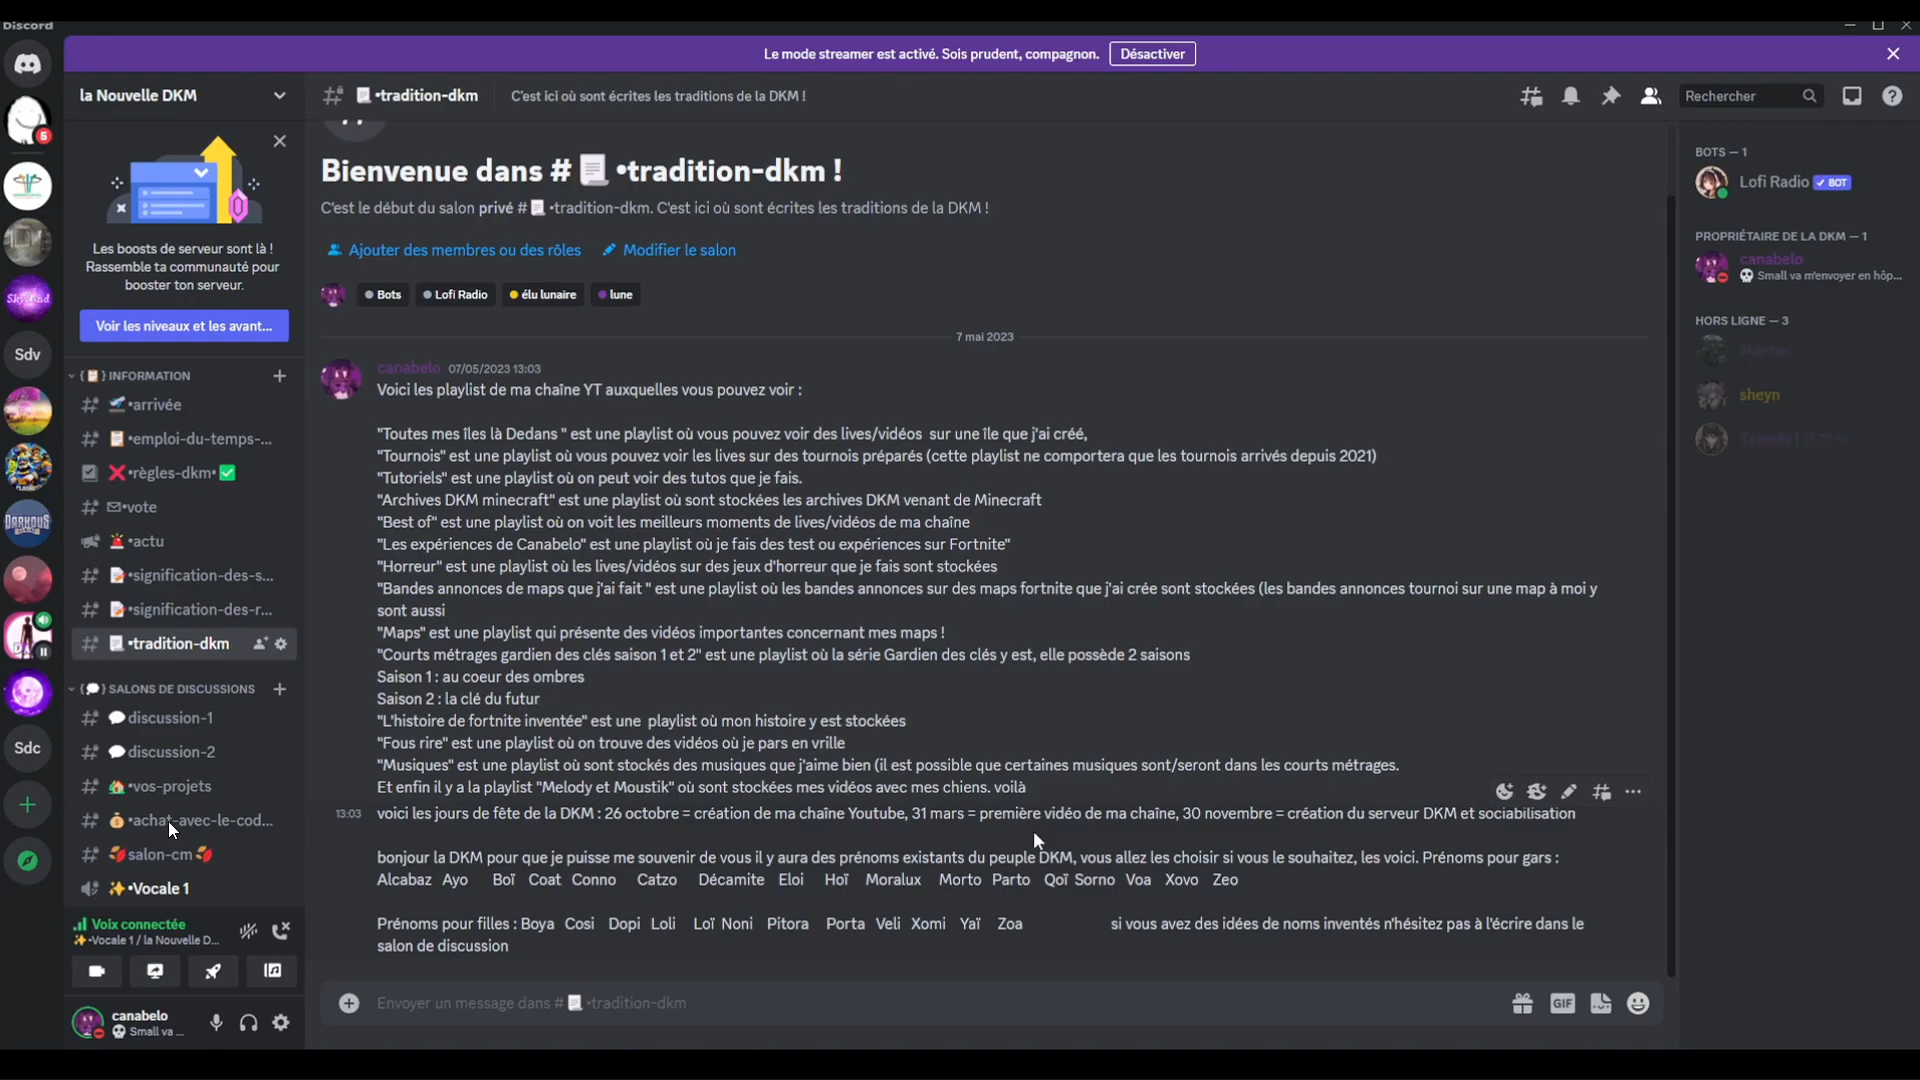 Discord
Le mode streamer est activé. Sois prudent, compagnon. Désactiver
la Nouvelle DKM
•tradition-dkm C'est ici où sont écrites les traditions de la DKM !
Rechercher
Les boosts de serveur sont là !
Rassemble ta communauté pour
booster ton serveur.
Voir les niveaux et les avant...
INFORMATION
•arrivée
•emploi-du-temps-...
•règles-dkm•
•vote
•actu
•signification-des-s...
•signification-des-r...
•tradition-dkm
SALONS DE DISCUSSIONS
discussion-1
discussion-2
•vos-projets
•achat-avec-le-cod...
•salon-cm
•Vocale 1
Voix connectée
•Vocale 1 / la Nouvelle D...
canabelo
Small va ...
Sdv
Skyland
DARKOUS
Sdc
5
Bienvenue dans # •tradition-dkm !
C'est le début du salon privé # •tradition-dkm. C'est ici où sont écrites les traditions de la DKM !
Ajouter des membres ou des rôles Modifier le salon
Bots Lofi Radio élu lunaire lune
7 mai 2023
canabelo 07/05/2023 13:03
Voici les playlist de ma chaîne YT auxquelles vous pouvez voir :
"Toutes mes îles là Dedans " est une playlist où vous pouvez voir des lives/vidéos sur une île que j'ai créé,
"Tournois" est une playlist où vous pouvez voir les lives sur des tournois préparés (cette playlist ne comportera que les tournois arrivés depuis 2021)
"Tutoriels" est une playlist où on peut voir des tutos que je fais.
"Archives DKM minecraft" est une playlist où sont stockées les archives DKM venant de Minecraft
"Best of" est une playlist où on voit les meilleurs moments de lives/vidéos de ma chaîne
"Les expériences de Canabelo" est une playlist où je fais des test ou expériences sur Fortnite"
"Horreur" est une playlist où les lives/vidéos sur des jeux d'horreur que je fais sont stockées
"Bandes annonces de maps que j'ai fait " est une playlist où les bandes annonces sur des maps fortnite que j'ai crée sont stockées (les bandes annonces tournoi sur une map à moi y
sont aussi
"Maps" est une playlist qui présente des vidéos importantes concernant mes maps !
"Courts métrages gardien des clés saison 1 et 2" est une playlist où la série Gardien des clés y est, elle possède 2 saisons
Saison 1 : au coeur des ombres
Saison 2 : la clé du futur
"L'histoire de fortnite inventée" est une playlist où mon histoire y est stockées
"Fous rire" est une playlist où on trouve des vidéos où je pars en vrille
"Musiques" est une playlist où sont stockés des musiques que j'aime bien (il est possible que certaines musiques sont/seront dans les courts métrages.
Et enfin il y a la playlist "Melody et Moustik" où sont stockées mes vidéos avec mes chiens. voilà
13:03 voici les jours de fête de la DKM : 26 octobre = création de ma chaîne Youtube, 31 mars = première vidéo de ma chaîne, 30 novembre = création du serveur DKM et sociabilisation
bonjour la DKM pour que je puisse me souvenir de vous il y aura des prénoms existants du peuple DKM, vous allez les choisir si vous le souhaitez, les voici. Prénoms pour gars :
Alcabaz Ayo Boï Coat Conno Catzo Décamite Eloi Hoï Moralux Morto Parto Qoï Sorno Voa Xovo Zeo
Prénoms pour filles : Boya Cosi Dopi Loli Loï Noni Pitora Porta Veli Xomi Yaï Zoa si vous avez des idées de noms inventés n'hésitez pas à l'écrire dans le
salon de discussion
Envoyer un message dans # •tradition-dkm
GIF
BOTS — 1
Lofi Radio BOT
PROPRIÉTAIRE DE LA DKM — 1
canabelo
Small va m'envoyer en hôp...
HORS LIGNE — 3
sheyn